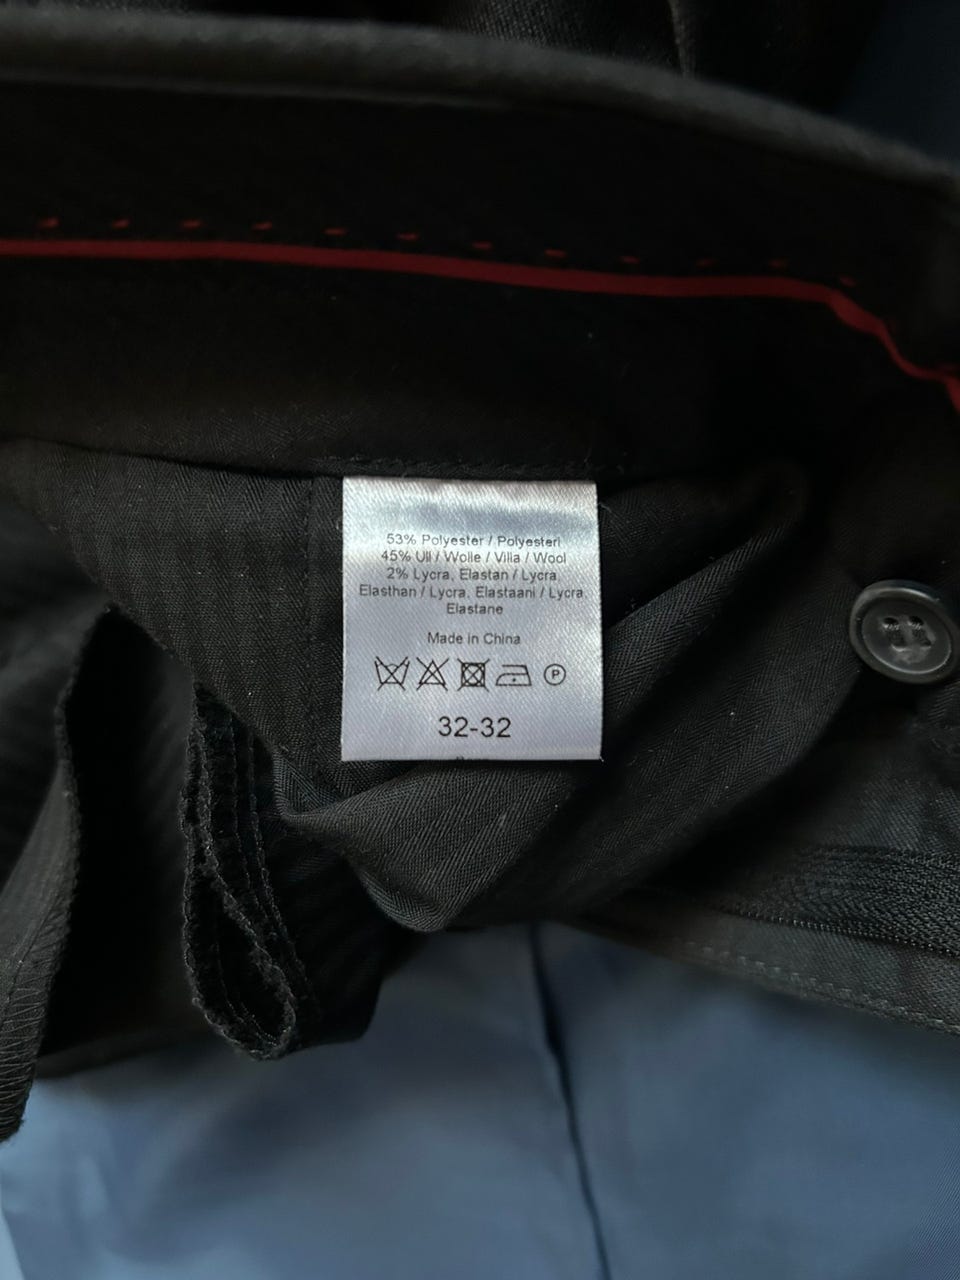 53% Polyester / Polyesteri
45% Ull / Wolle / Villa / Wool
2% Lycra, Elastan / Lycra,
Elasthan / Lycra, Elastaani / Lycra,
Elastane
Made in China
P
32-32